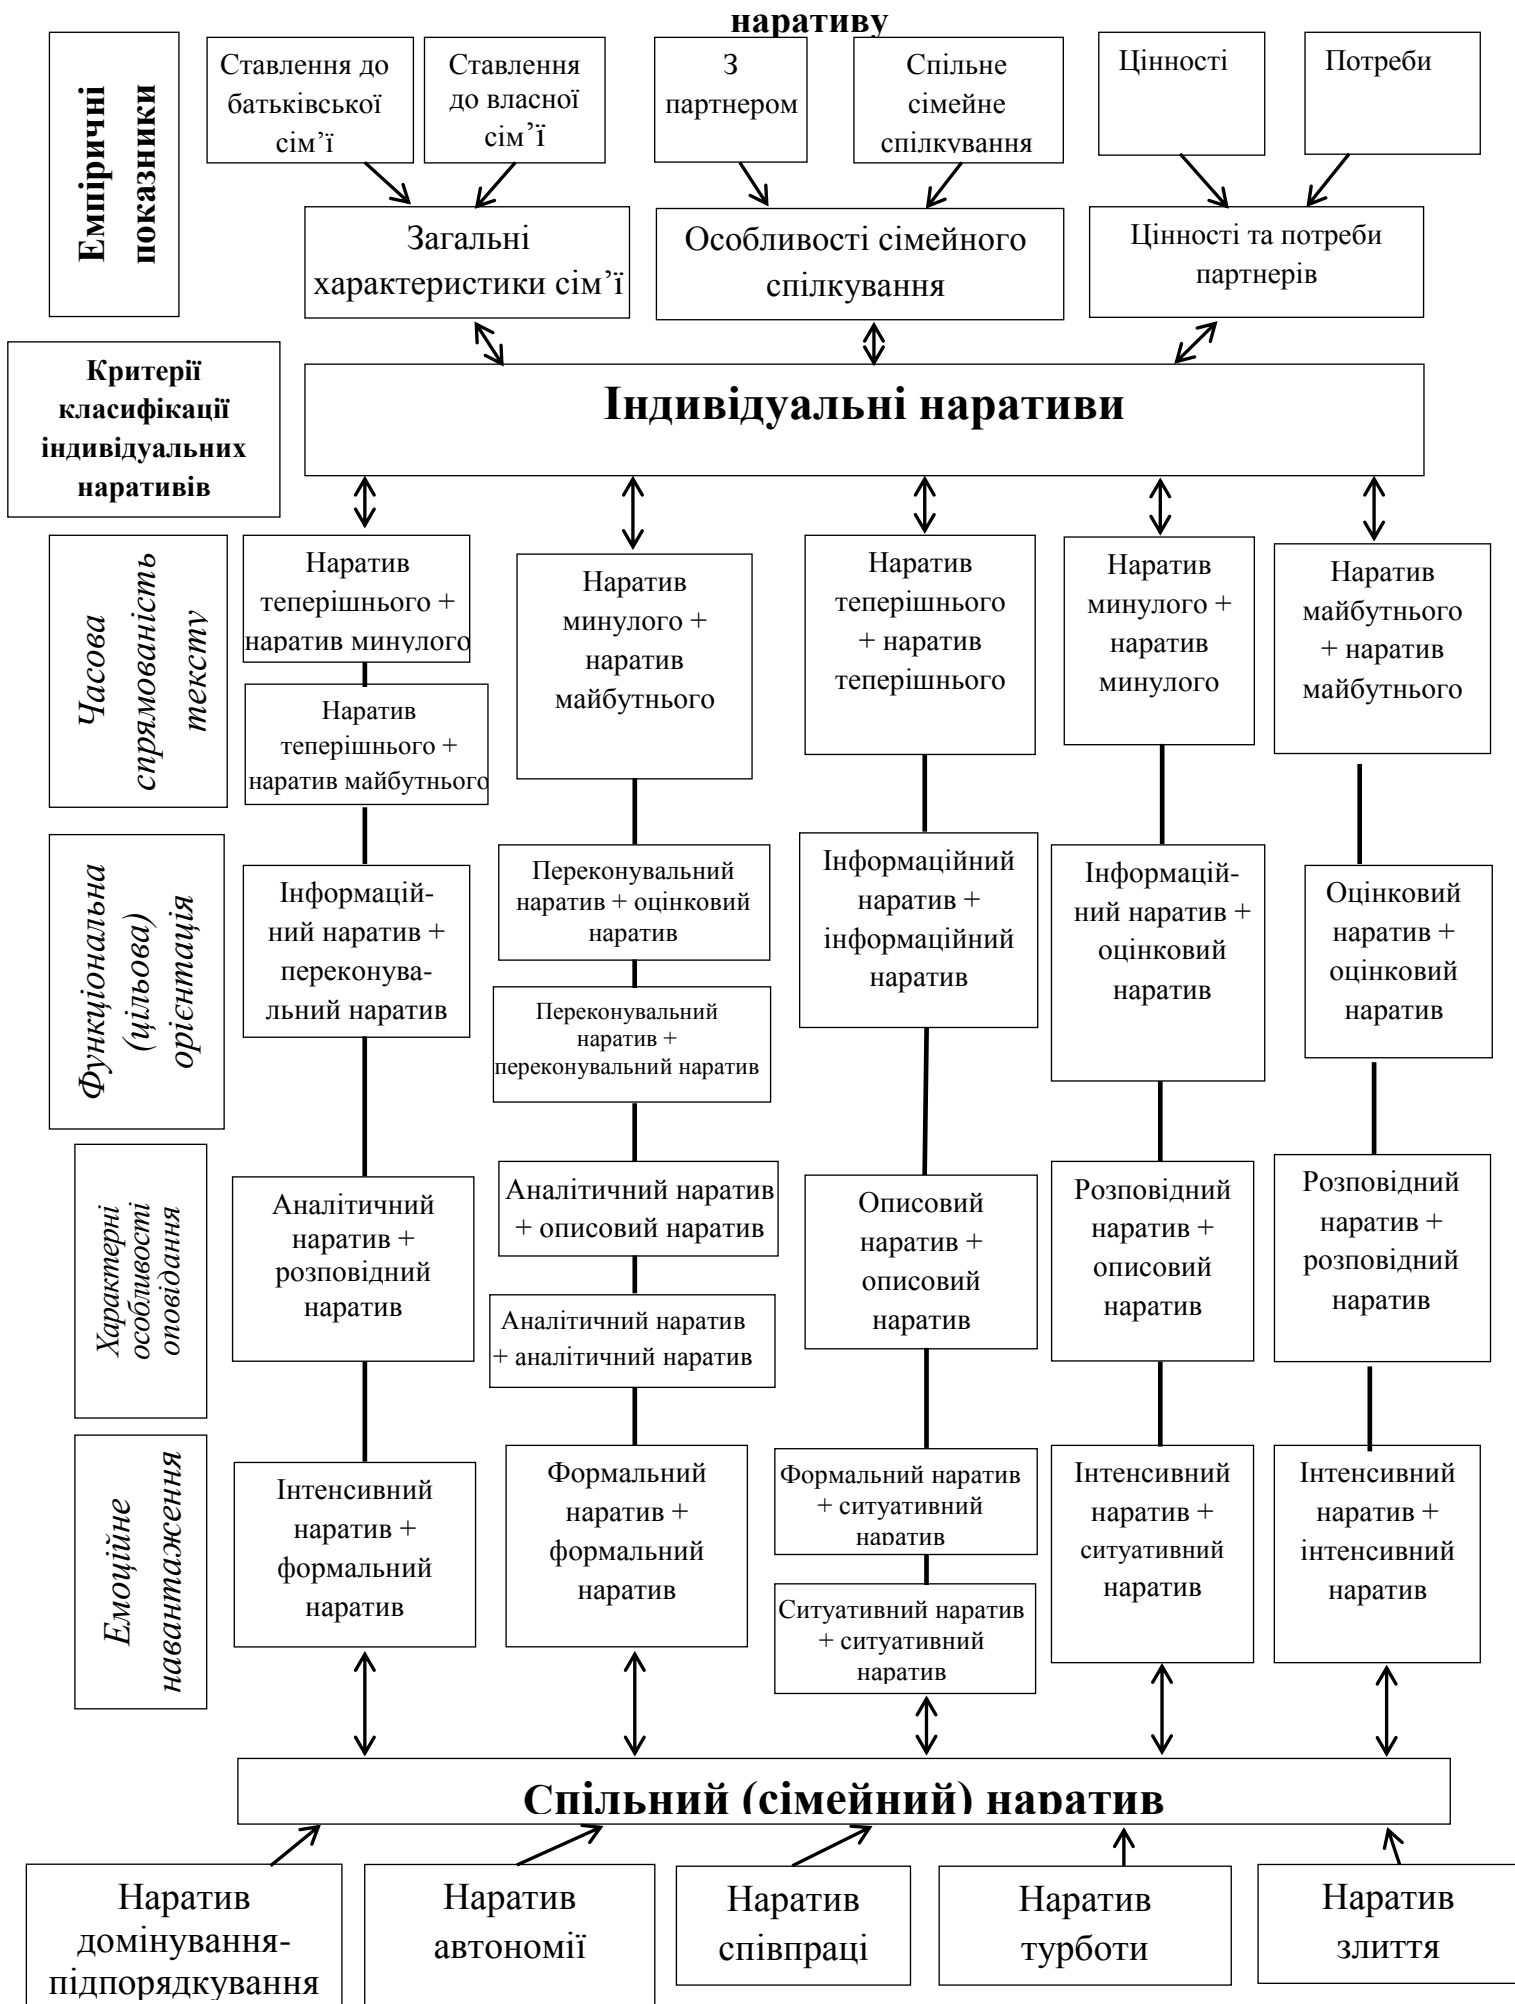 наративу
Емпіричні
показники
Ставлення до
батьківської
сім’ї
Ставлення
до власної
сім’ї
З
партнером
Спільне
сімейне
спілкування
Цінності
Потреби
Загальні
характеристики сім’ї
Особливості сімейного
спілкування
Цінності та потреби
партнерів
Критерії
класифікації
індивідуальних
наративів
Індивідуальні наративи
Часова
спрямованість
тексту
Наратив
теперішнього +
наратив минулого
Наратив
теперішнього +
наратив майбутнього
Наратив
минулого +
наратив
майбутнього
Наратив
теперішнього
+ наратив
теперішнього
Наратив
минулого +
наратив
минулого
Наратив
майбутнього
+ наратив
майбутнього
Функціональна
(цільова)
орієнтація
Інформацій-
ний наратив +
переконува-
льний наратив
Переконувальний
наратив + оцінковий
наратив
Переконувальний
наратив +
переконувальний наратив
Інформаційний
наратив +
інформаційний
наратив
Інформацій-
ний наратив +
оцінковий
наратив
Оцінковий
наратив +
оцінковий
наратив
Характерні
особливості
оповідання
Аналітичний
наратив +
розповідний
наратив
Аналітичний наратив
+ описовий наратив
Аналітичний наратив
+ аналітичний наратив
Описовий
наратив +
описовий
наратив
Розповідний
наратив +
описовий
наратив
Розповідний
наратив +
розповідний
наратив
Емоційне
навантаження
Інтенсивний
наратив +
формальний
наратив
Формальний
наратив +
формальний
наратив
Формальний наратив
+ ситуативний
наратив
Ситуативний наратив
+ ситуативний
наратив
Інтенсивний
наратив +
ситуативний
наратив
Інтенсивний
наратив +
інтенсивний
наратив
Спільний (сімейний) наратив
Наратив
домінування-
підпорядкування
Наратив
автономії
Наратив
співпраці
Наратив
турботи
Наратив
злиття